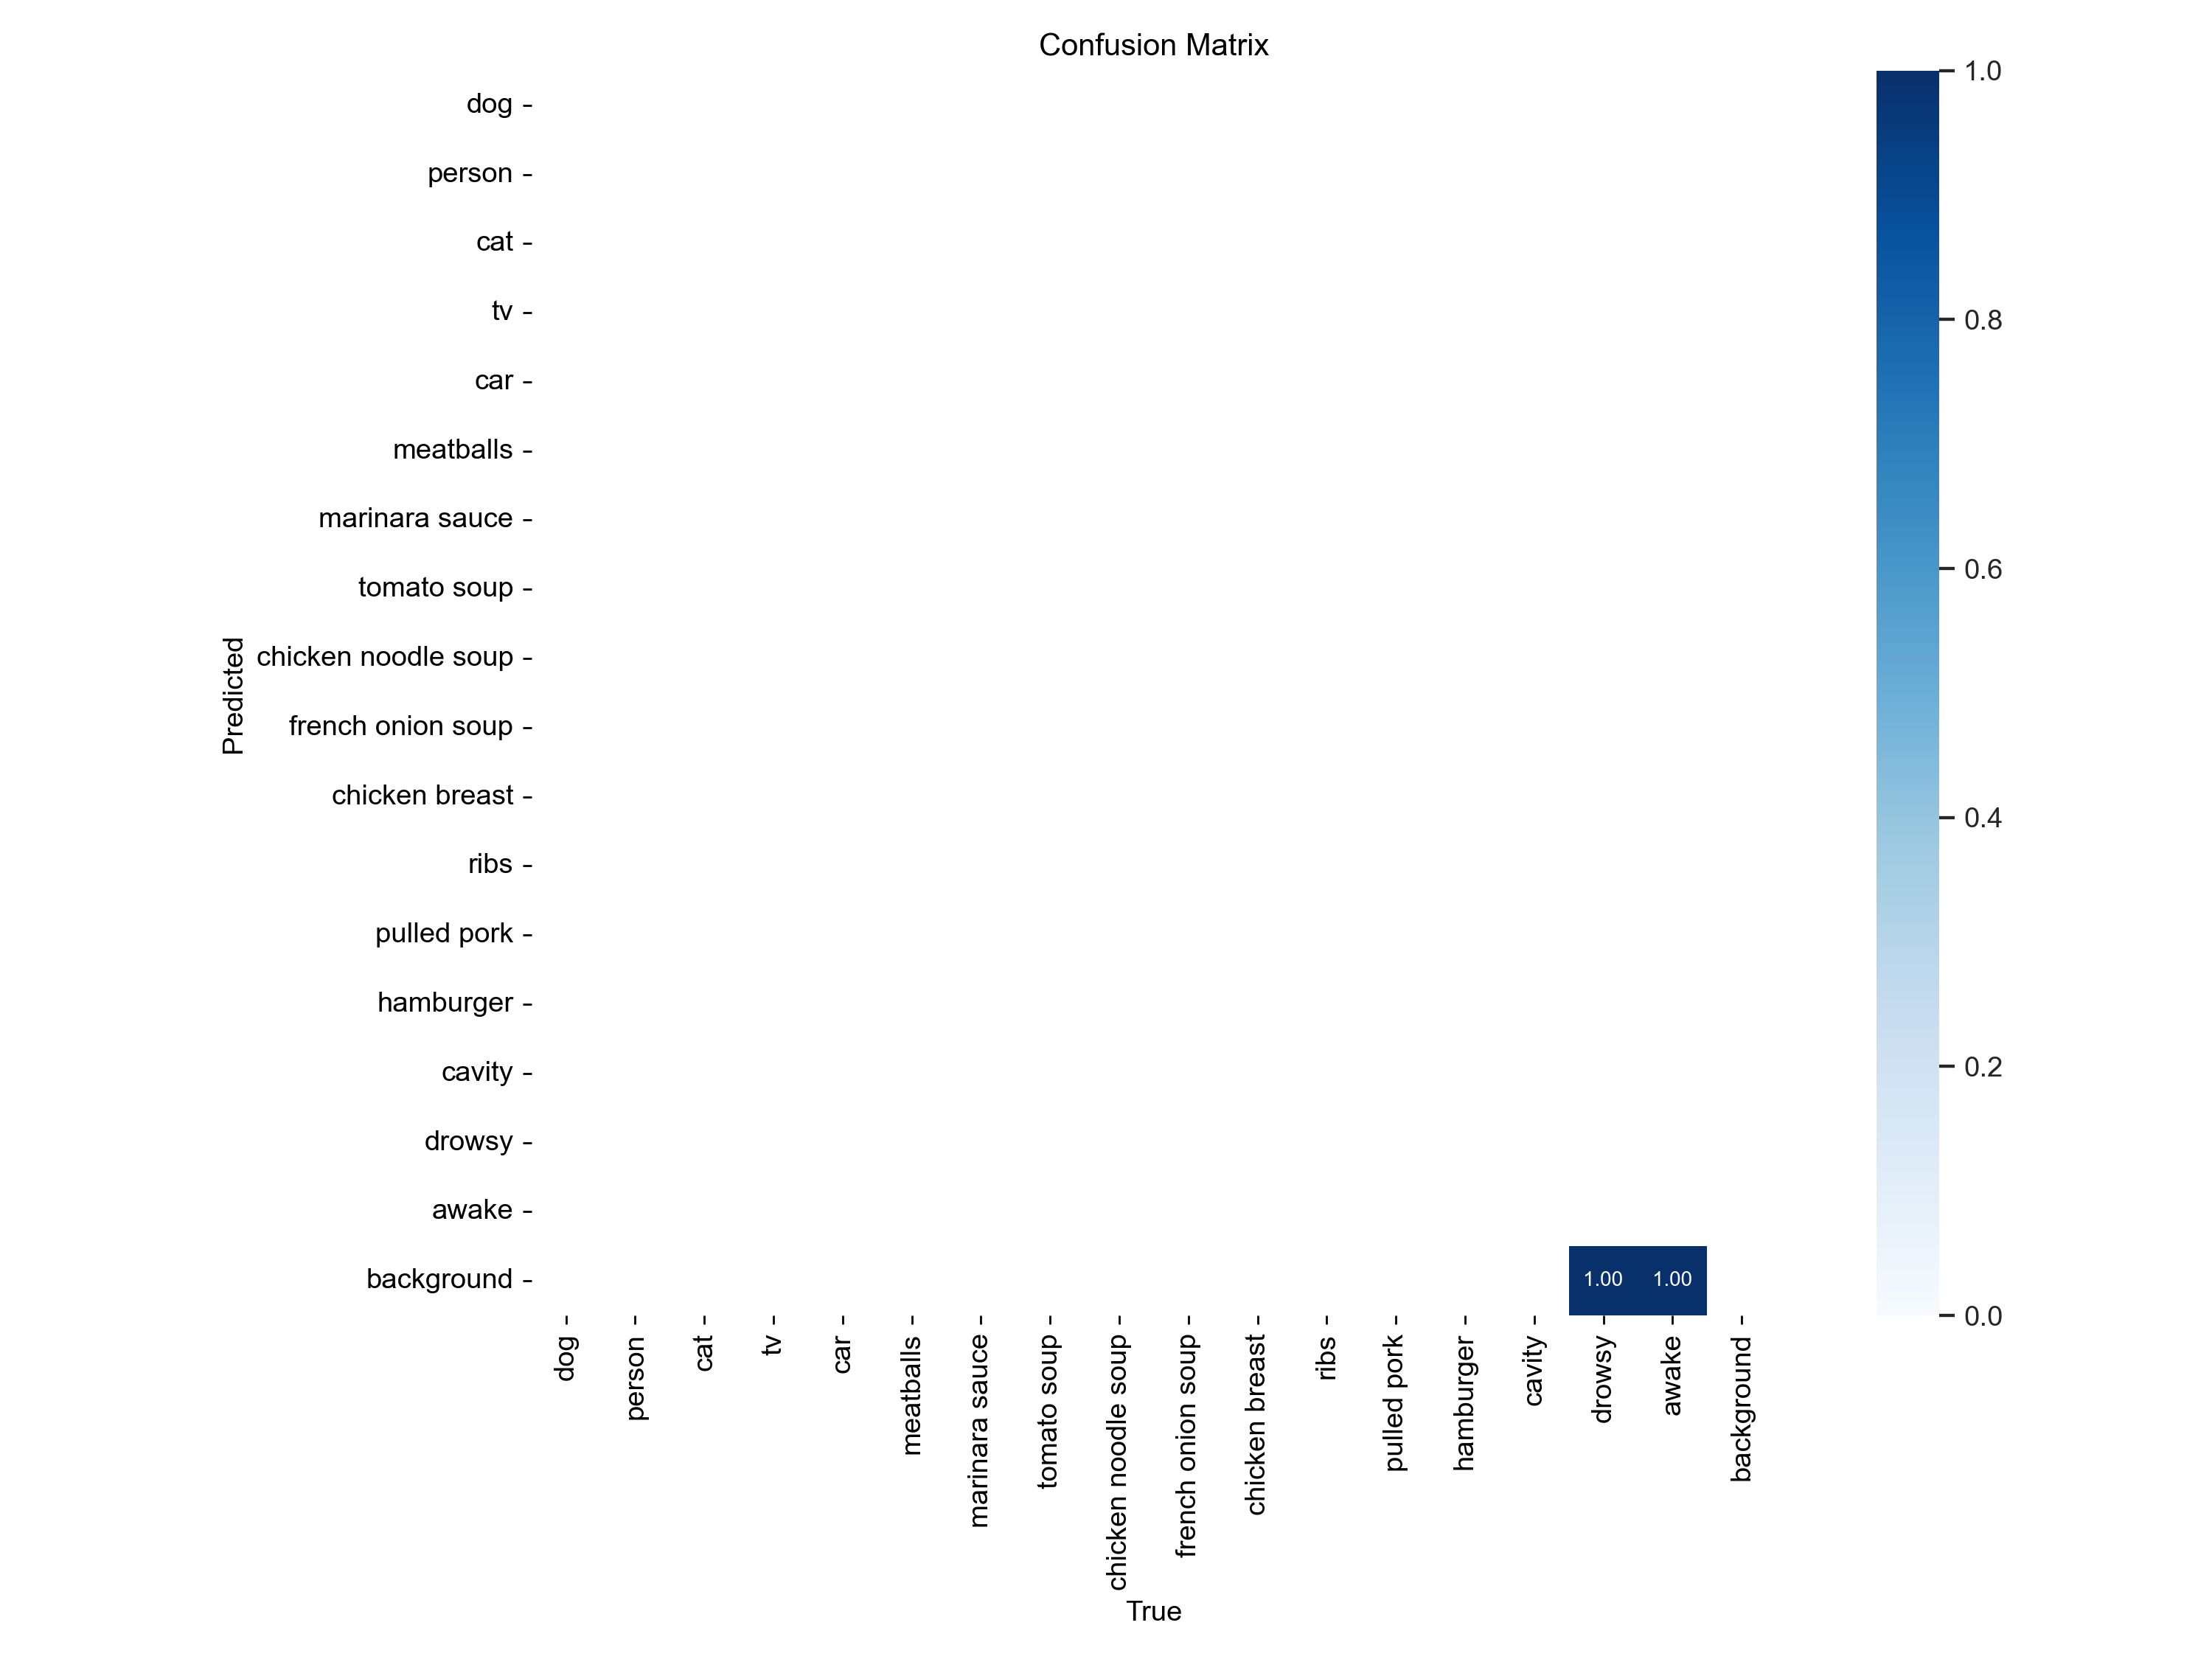 Confusion Matrix
dog
person
cat
tv
car
meatballs
marinara sauce
tomato soup
chicken noodle soup
french onion soup
chicken breast
ribs
pulled pork
hamburger
cavity
drowsy
awake
background
Predicted
1.00 1.00
dog
person
cat
tv
car
meatballs
marinara sauce
tomato soup
chicken noodle soup
french onion soup
chicken breast
ribs
pulled pork
hamburger
cavity
drowsy
awake
background
True
1.0
0.8
0.6
0.4
0.2
0.0